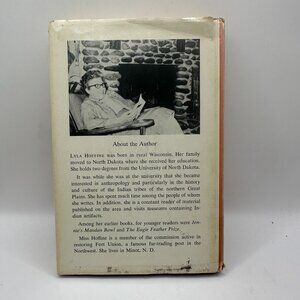 About the Author
LYLA HOFFINE was born in rural Wisconsin. Her family
moved to North Dakota where she received her education.
She holds two degrees from the University of North Dakota.
It was while she was at the university that she became
interested in anthropology and particularly in the history
and culture of the Indian tribes of the northern Great
Plains. She has spent much time among the people of whom
she writes. In addition, she is a constant reader of material
published on the area and visits museums containing In-
dian artifacts.
Among her earlier books, for younger readers were Jen-
nie's Mandan Bowl and The Eagle Feather Prize.
Miss Hoffine is a member of the commission active in
restoring Fort Union, a famous fur-trading post in the
Northwest. She lives in Minot, N. D.